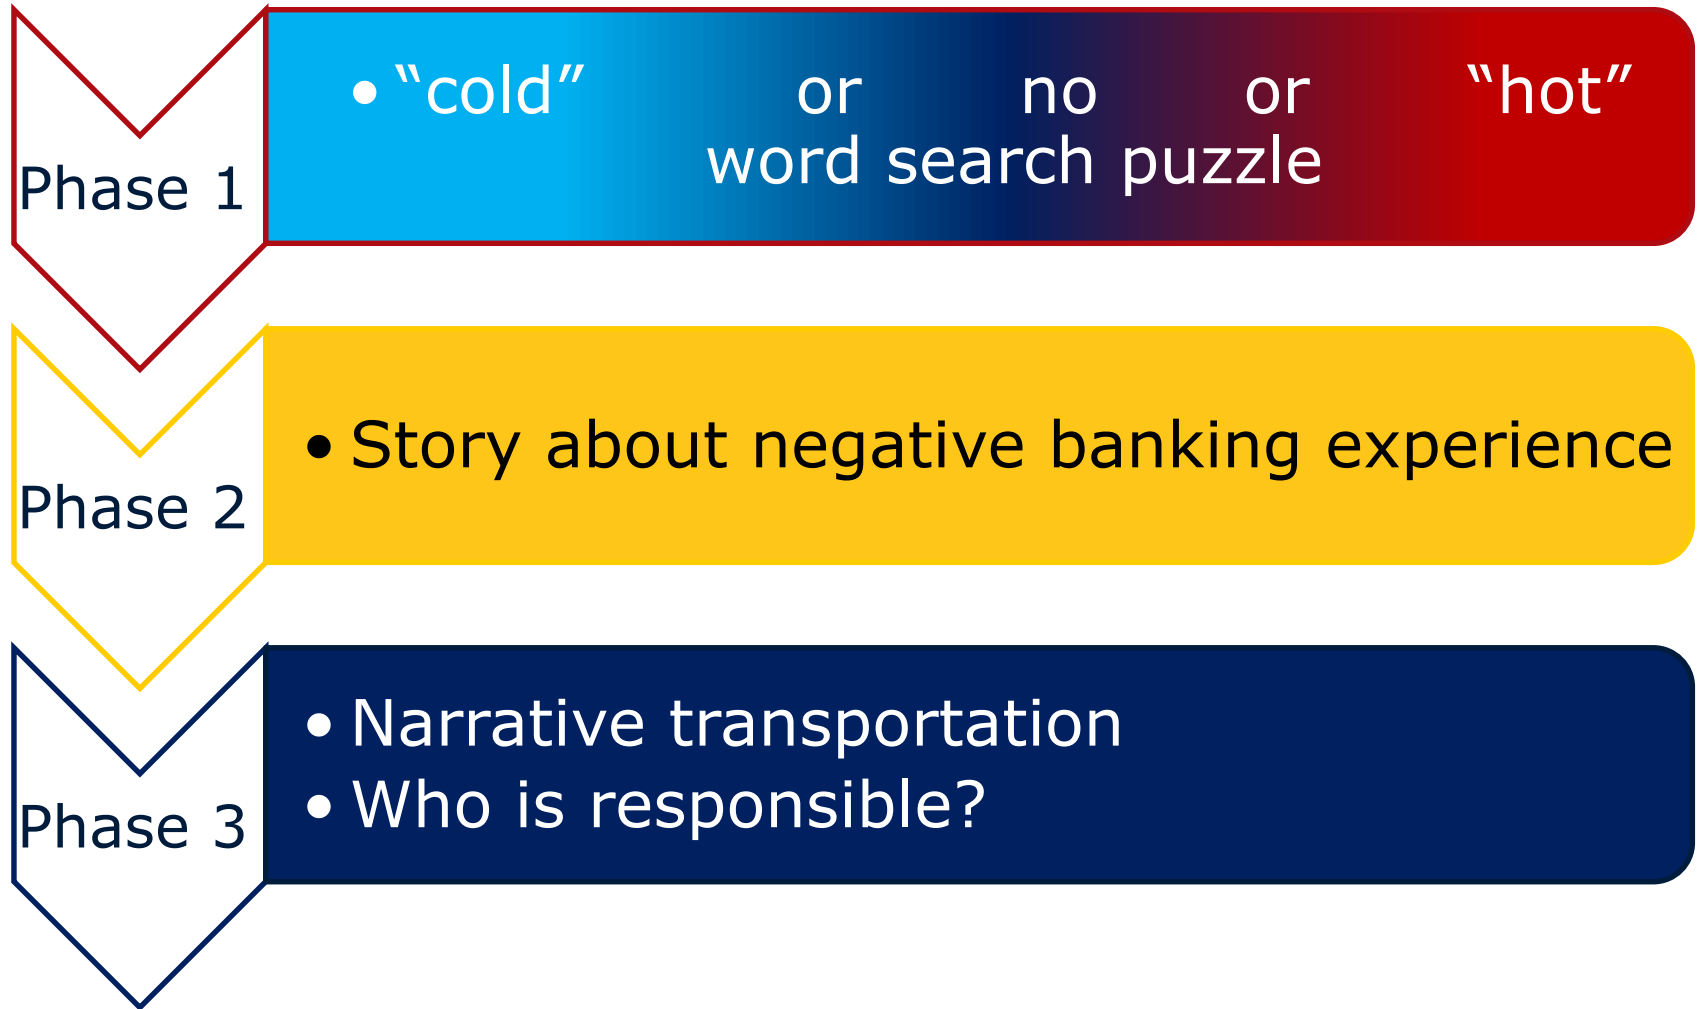 Phase 1
• “cold” or no or “hot”
word search puzzle
Phase 2
• Story about negative banking experience
Phase 3
• Narrative transportation
• Who is responsible?